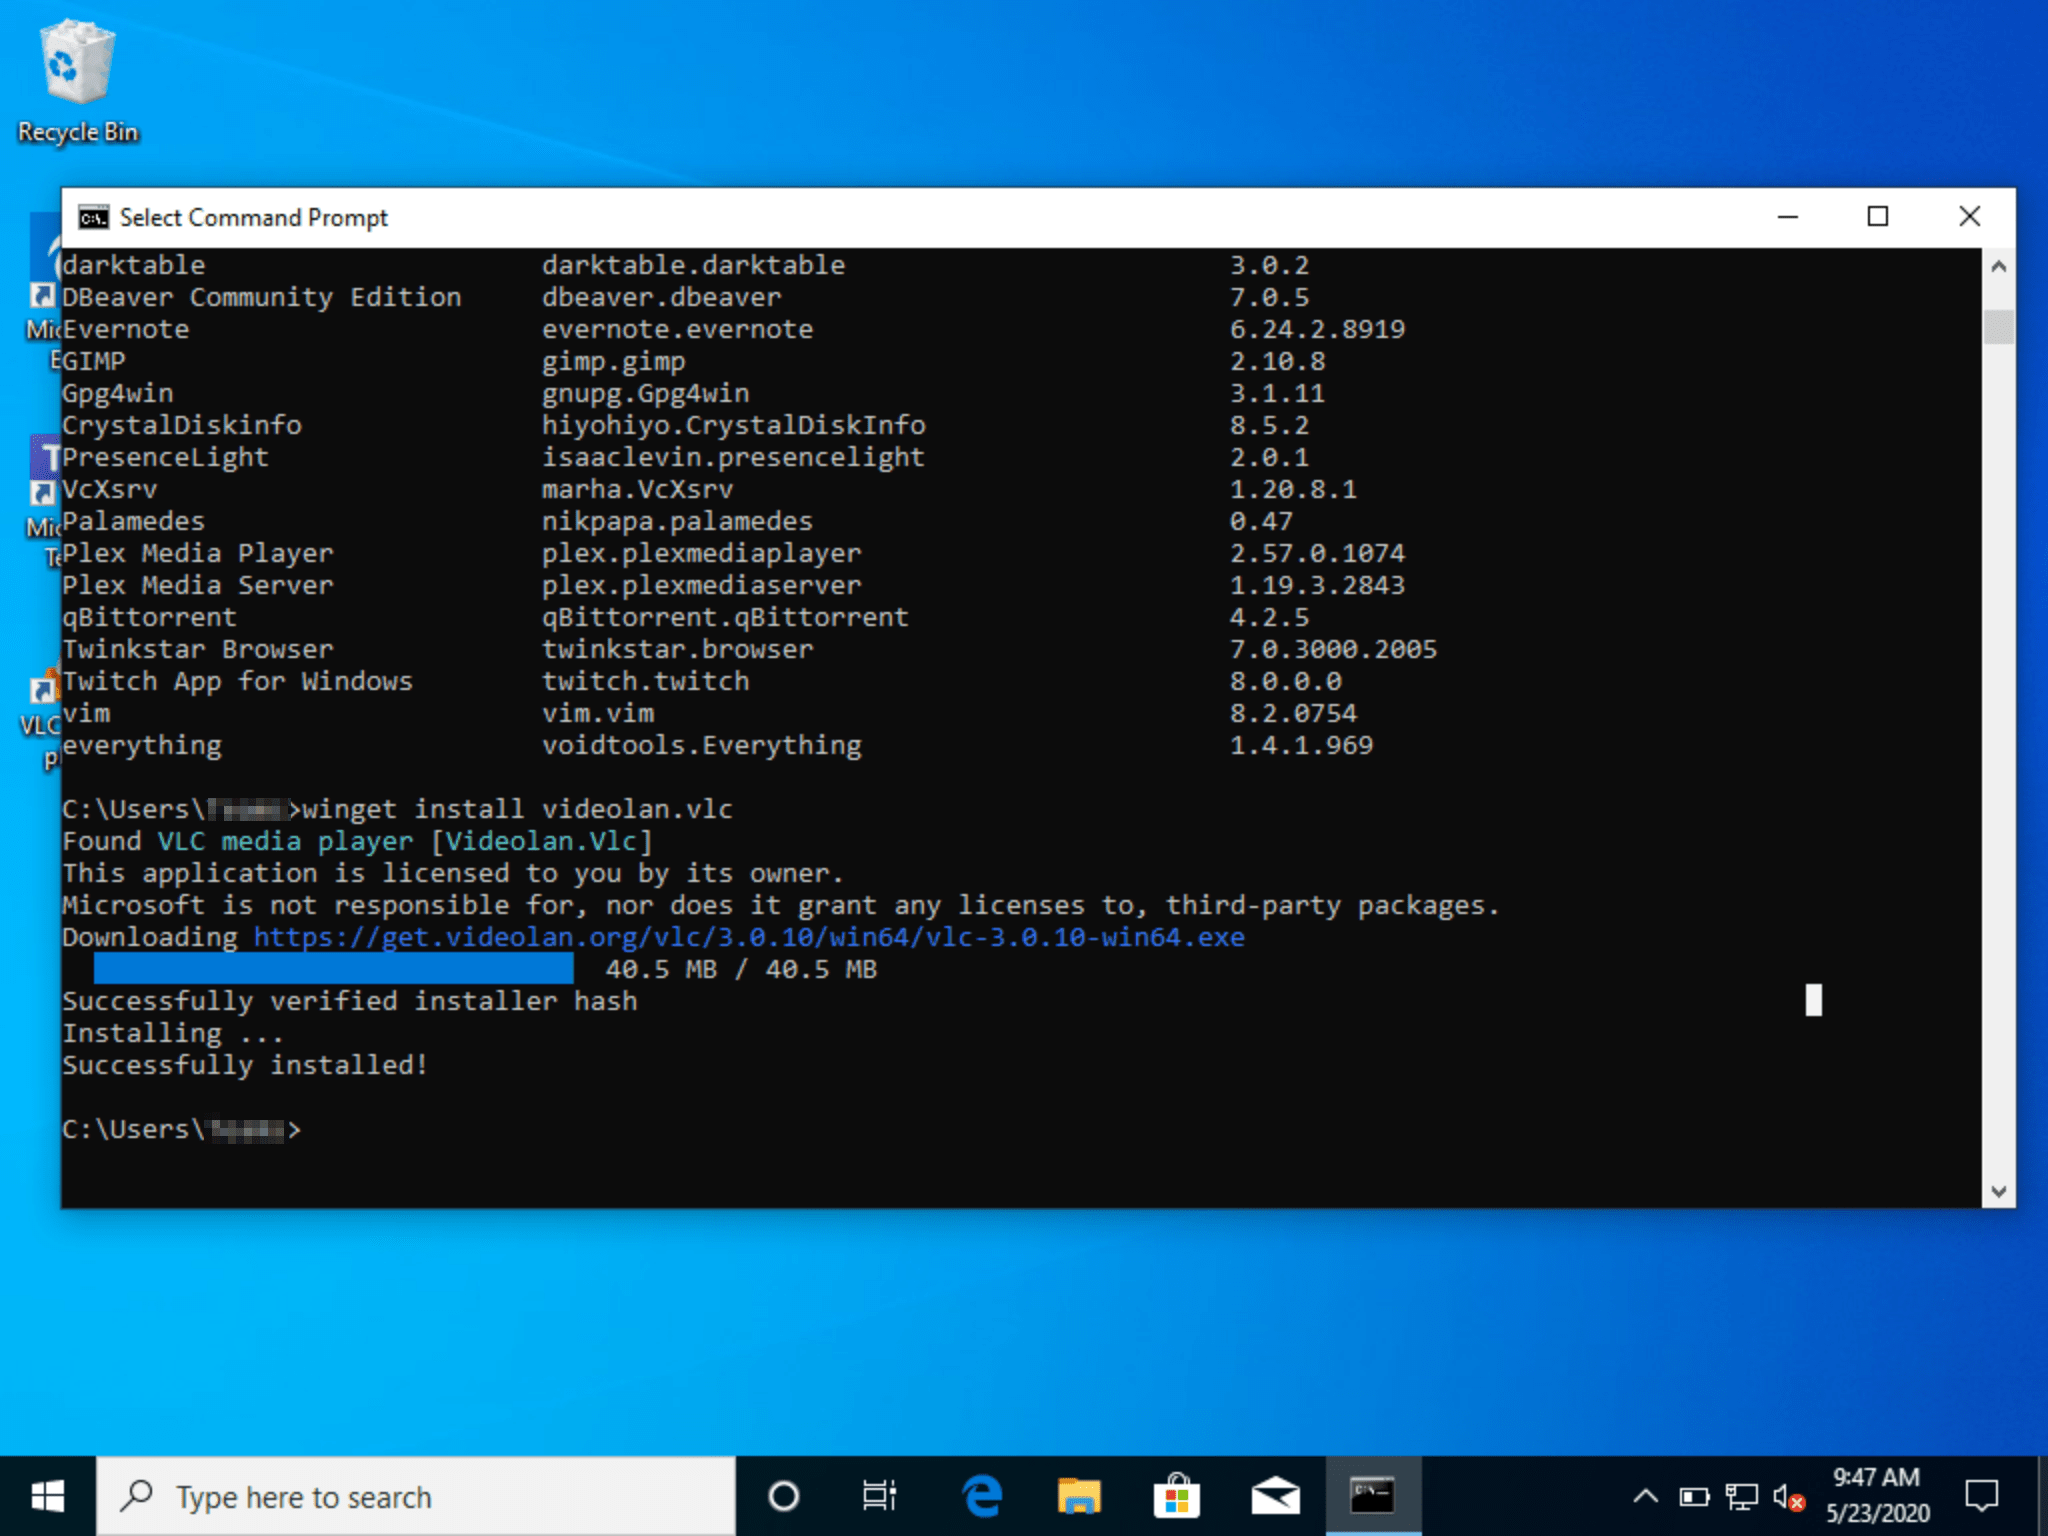 Recycle Bin
Select Command Prompt
darktable darktable.darktable 3.0.2
DBeaver Community Edition dbeaver.dbeaver 7.0.5
Evernote evernote.evernote 6.24.2.8919
GIMP gimp.gimp 2.10.8
Gpg4win gnupg.Gpg4win 3.1.11
CrystalDiskinfo hiyohiyo.CrystalDiskInfo 8.5.2
PresenceLight isaaclevin.presencelight 2.0.1
VcXsrv marha.VcXsrv 1.20.8.1
Palamedes nikpapa.palamedes 0.47
Plex Media Player plex.plexmediaplayer 2.57.0.1074
Plex Media Server plex.plexmediaserver 1.19.3.2843
qBittorrent qBittorrent.qBittorrent 4.2.5
Twinkstar Browser twinkstar.browser 7.0.3000.2005
Twitch App for Windows twitch.twitch 8.0.0.0
vim vim.vim 8.2.0754
everything voidtools.Everything 1.4.1.969
C:\Users\ >winget install videolan.vlc
Found VLC media player [Videolan.Vlc]
This application is licensed to you by its owner.
Microsoft is not responsible for, nor does it grant any licenses to, third-party packages.
Downloading https://get.videolan.org/vlc/3.0.10/win64/vlc-3.0.10-win64.exe
40.5 MB / 40.5 MB
Successfully verified installer hash
Installing ...
Successfully installed!
C:\Users\ >
VLC
Type here to search
9:47 AM
5/23/2020